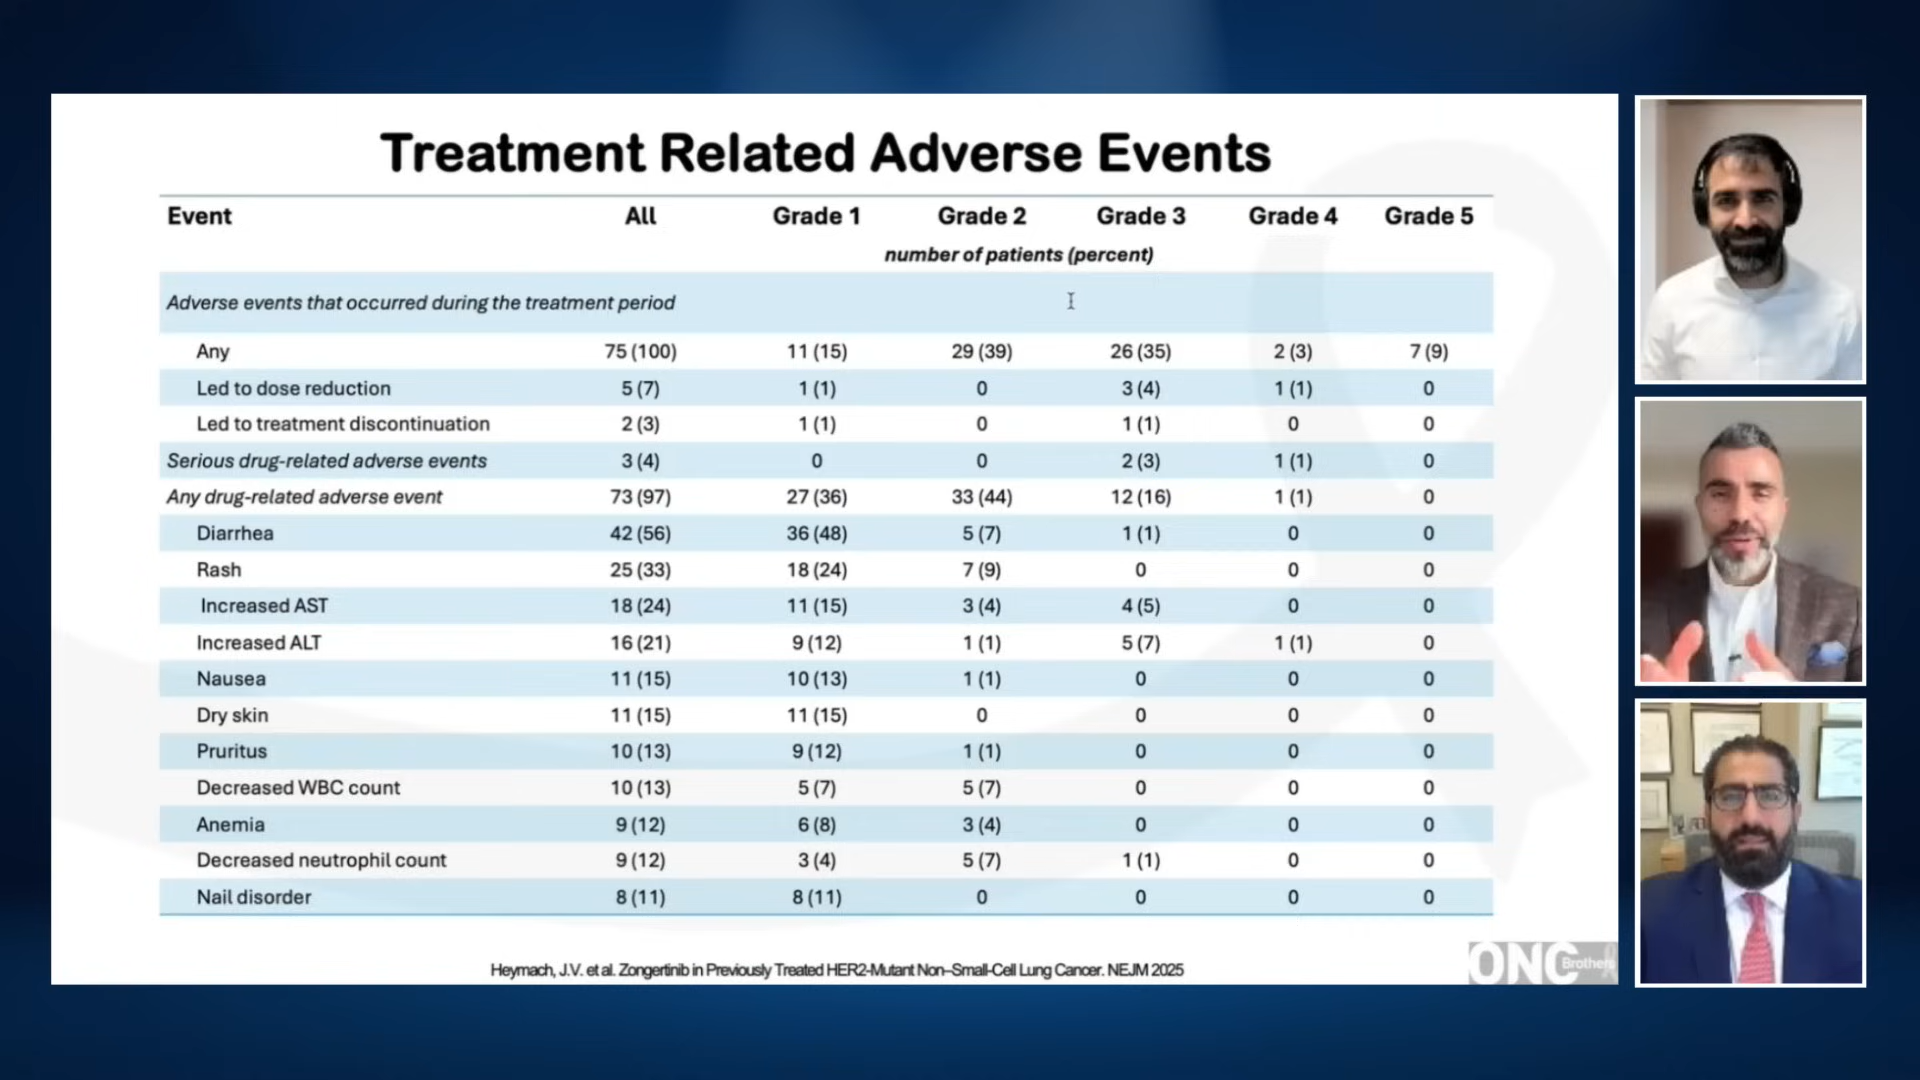 Treatment Related Adverse Events
Event All Grade 1 Grade 2 Grade 3 Grade 4 Grade 5
number of patients (percent)
Adverse events that occurred during the treatment period
Any 75 (100) 11 (15) 29 (39) 26 (35) 2 (3) 7 (9)
Led to dose reduction 5 (7) 1 (1) 0 3 (4) 1 (1) 0
Led to treatment discontinuation 2 (3) 1 (1) 0 1 (1) 0 0
Serious drug-related adverse events 3 (4) 0 0 2 (3) 1 (1) 0
Any drug-related adverse event 73 (97) 27 (36) 33 (44) 12 (16) 1 (1) 0
Diarrhea 42 (56) 36 (48) 5 (7) 1 (1) 0 0
Rash 25 (33) 18 (24) 7 (9) 0 0 0
Increased AST 18 (24) 11 (15) 3 (4) 4 (5) 0 0
Increased ALT 16 (21) 9 (12) 1 (1) 5 (7) 1 (1) 0
Nausea 11 (15) 10 (13) 1 (1) 0 0 0
Dry skin 11 (15) 11 (15) 0 0 0 0
Pruritus 10 (13) 9 (12) 1 (1) 0 0 0
Decreased WBC count 10 (13) 5 (7) 5 (7) 0 0 0
Anemia 9 (12) 6 (8) 3 (4) 0 0 0
Decreased neutrophil count 9 (12) 3 (4) 5 (7) 1 (1) 0 0
Nail disorder 8 (11) 8 (11) 0 0 0 0
Heymach, J.V. et al. Zongertinib in Previously Treated HER2-Mutant Non–Small-Cell Lung Cancer. NEJM 2025
ONC Brothers